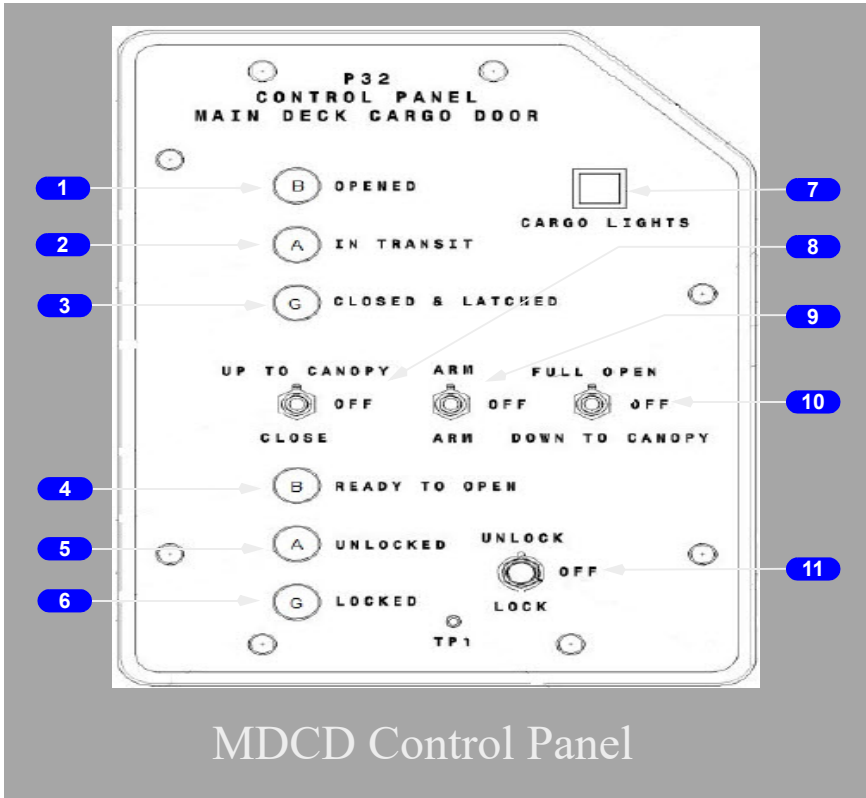 P32
CONTROL PANEL
MAIN DECK CARGO DOOR
1 B OPENED 7
CARGO LIGHTS
2 A IN TRANSIT 8
3 G CLOSED & LATCHED 9
UP TO CANOPY ARM FULL OPEN
OFF OFF OFF 10
CLOSE ARM DOWN TO CANOPY
4 B READY TO OPEN
UNLOCK
5 A UNLOCKED
OFF 11
6 G LOCKED LOCK
TP1
MDCD Control Panel